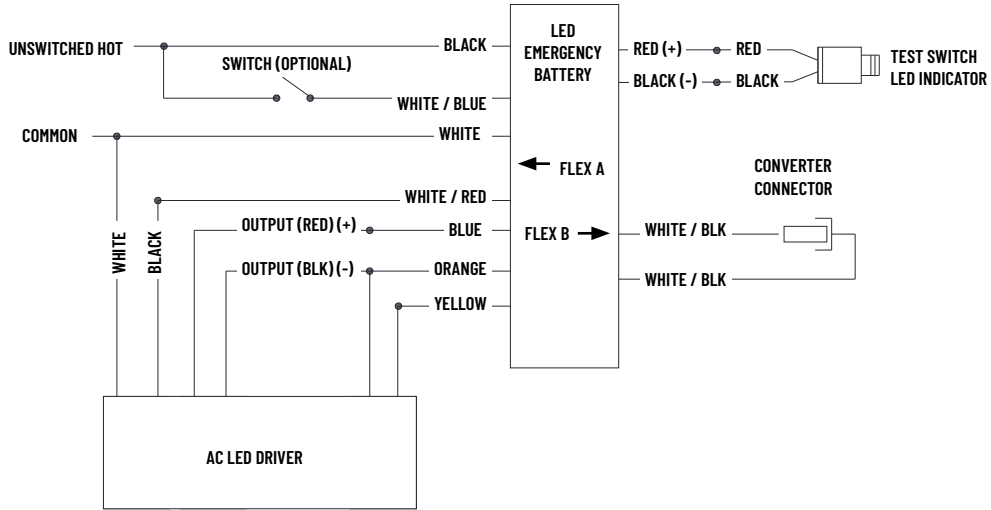 UNSWITCHED HOT
BLACK
SWITCH (OPTIONAL)
WHITE / BLUE
COMMON
WHITE
FLEX A
WHITE / RED
OUTPUT (RED) (+)
BLUE
OUTPUT (BLK) (-)
ORANGE
YELLOW
WHITE
BLACK
AC LED DRIVER
LED
EMERGENCY
BATTERY
RED (+)
RED
BLACK (-)
BLACK
TEST SWITCH
LED INDICATOR
CONVERTER
CONNECTOR
FLEX B
WHITE / BLK
WHITE / BLK